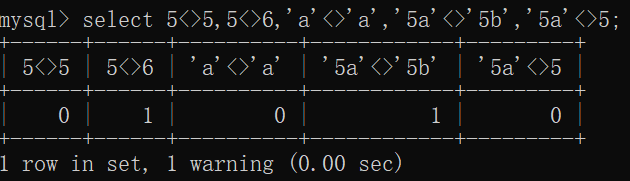 mysql> select 5<>5,5<>6,'a'<>'a','5a'<>'5b','5a'<>5;
+------+------+----------+------------+---------+
| 5<>5 | 5<>6 | 'a'<>'a' | '5a'<>'5b' | '5a'<>5 |
+------+------+----------+------------+---------+
|    0 |    1 |        0 |          1 |       0 |
+------+------+----------+------------+---------+
1 row in set, 1 warning (0.00 sec)